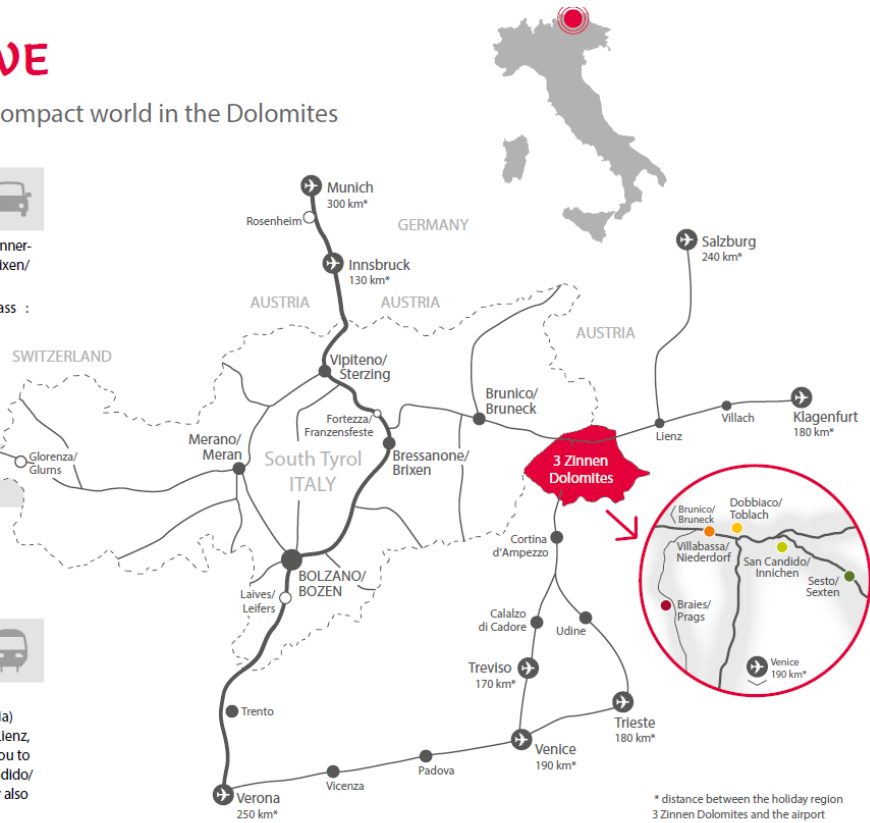 VE
ompact world in the Dolomites
nner-
ixen/
ass :
la)
Lienz,
ou to
dido/
also
Munich
300 km*
Rosenheim
GERMANY
Innsbruck
130 km*
Salzburg
240 km*
AUSTRIA
AUSTRIA
AUSTRIA
SWITZERLAND
Vipiteno/
Sterzing
Brunico/
Bruneck
Fortezza/
Franzensfeste
Villach
Klagenfurt
180 km*
Lienz
Merano/
Meran
South Tyrol
ITALY
Bressanone/
Brixen
Glorenza/
Glurns
3 Zinnen
Dolomites
Cortina
d'Ampezzo
BOLZANO/
BOZEN
Laives/
Leifers
Calalzo
di Cadore
Udine
Treviso
170 km*
Trento
Trieste
180 km*
Venice
190 km*
Padova
Vicenza
Verona
250 km*
Brunico/
Bruneck
Dobbiaco/
Toblach
Villabassa/
Niederdorf
San Candido/
Innichen
Sesto/
Sexten
Braies/
Prags
Venice
190 km*
* distance between the holiday region
3 Zinnen Dolomites and the airport